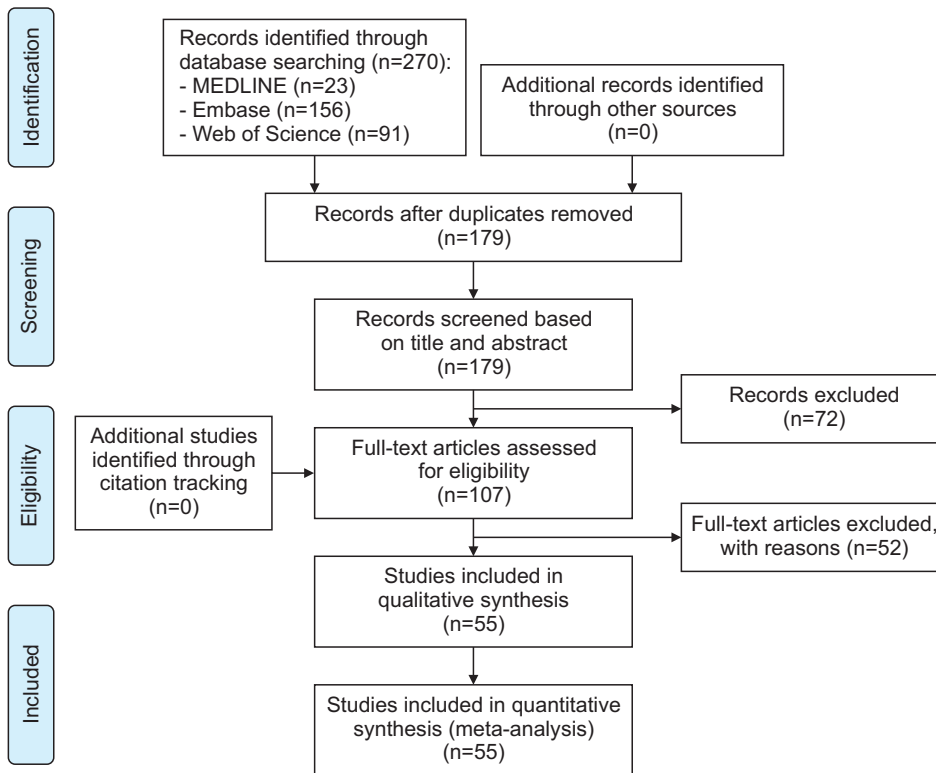 Identification
Records identified through
database searching (n=270):
- MEDLINE (n=23)
- Embase (n=156)
- Web of Science (n=91)
Additional records identified
through other sources
(n=0)
Screening
Records after duplicates removed
(n=179)
Records screened based
on title and abstract
(n=179)
Records excluded
(n=72)
Eligibility
Additional studies
identified through
citation tracking
(n=0)
Full-text articles assessed
for eligibility
(n=107)
Full-text articles excluded,
with reasons (n=52)
Studies included in
qualitative synthesis
(n=55)
Included
Studies included in quantitative
synthesis (meta-analysis)
(n=55)